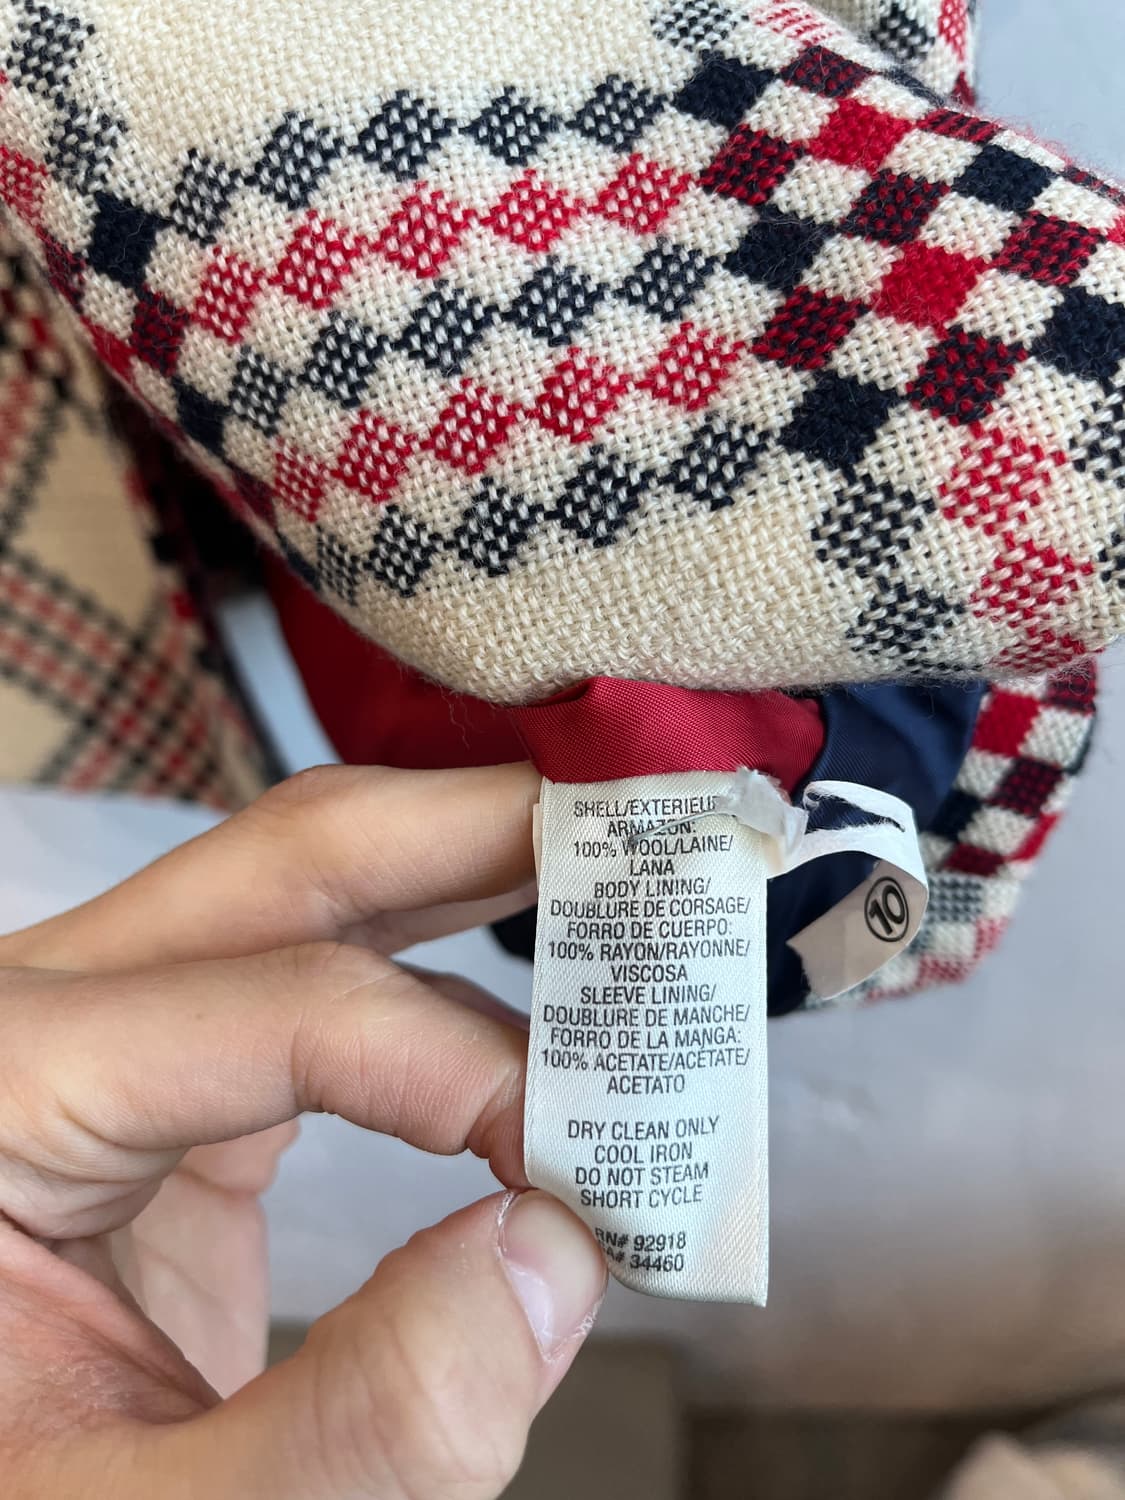 SHELL/EXTERIEUR
ARMAZON:
100% WOOL/LAINE/
LANA
BODY LINING/
DOUBLURE DE CORSAGE/
FORRO DE CUERPO:
100% RAYON/RAYONNE/
VISCOSA
SLEEVE LINING/
DOUBLURE DE MANCHE/
FORRO DE LA MANGA:
100% ACETATE/ACÉTATE/
ACETATO
DRY CLEAN ONLY
COOL IRON
DO NOT STEAM
SHORT CYCLE
RN# 92918
CA# 34460
10